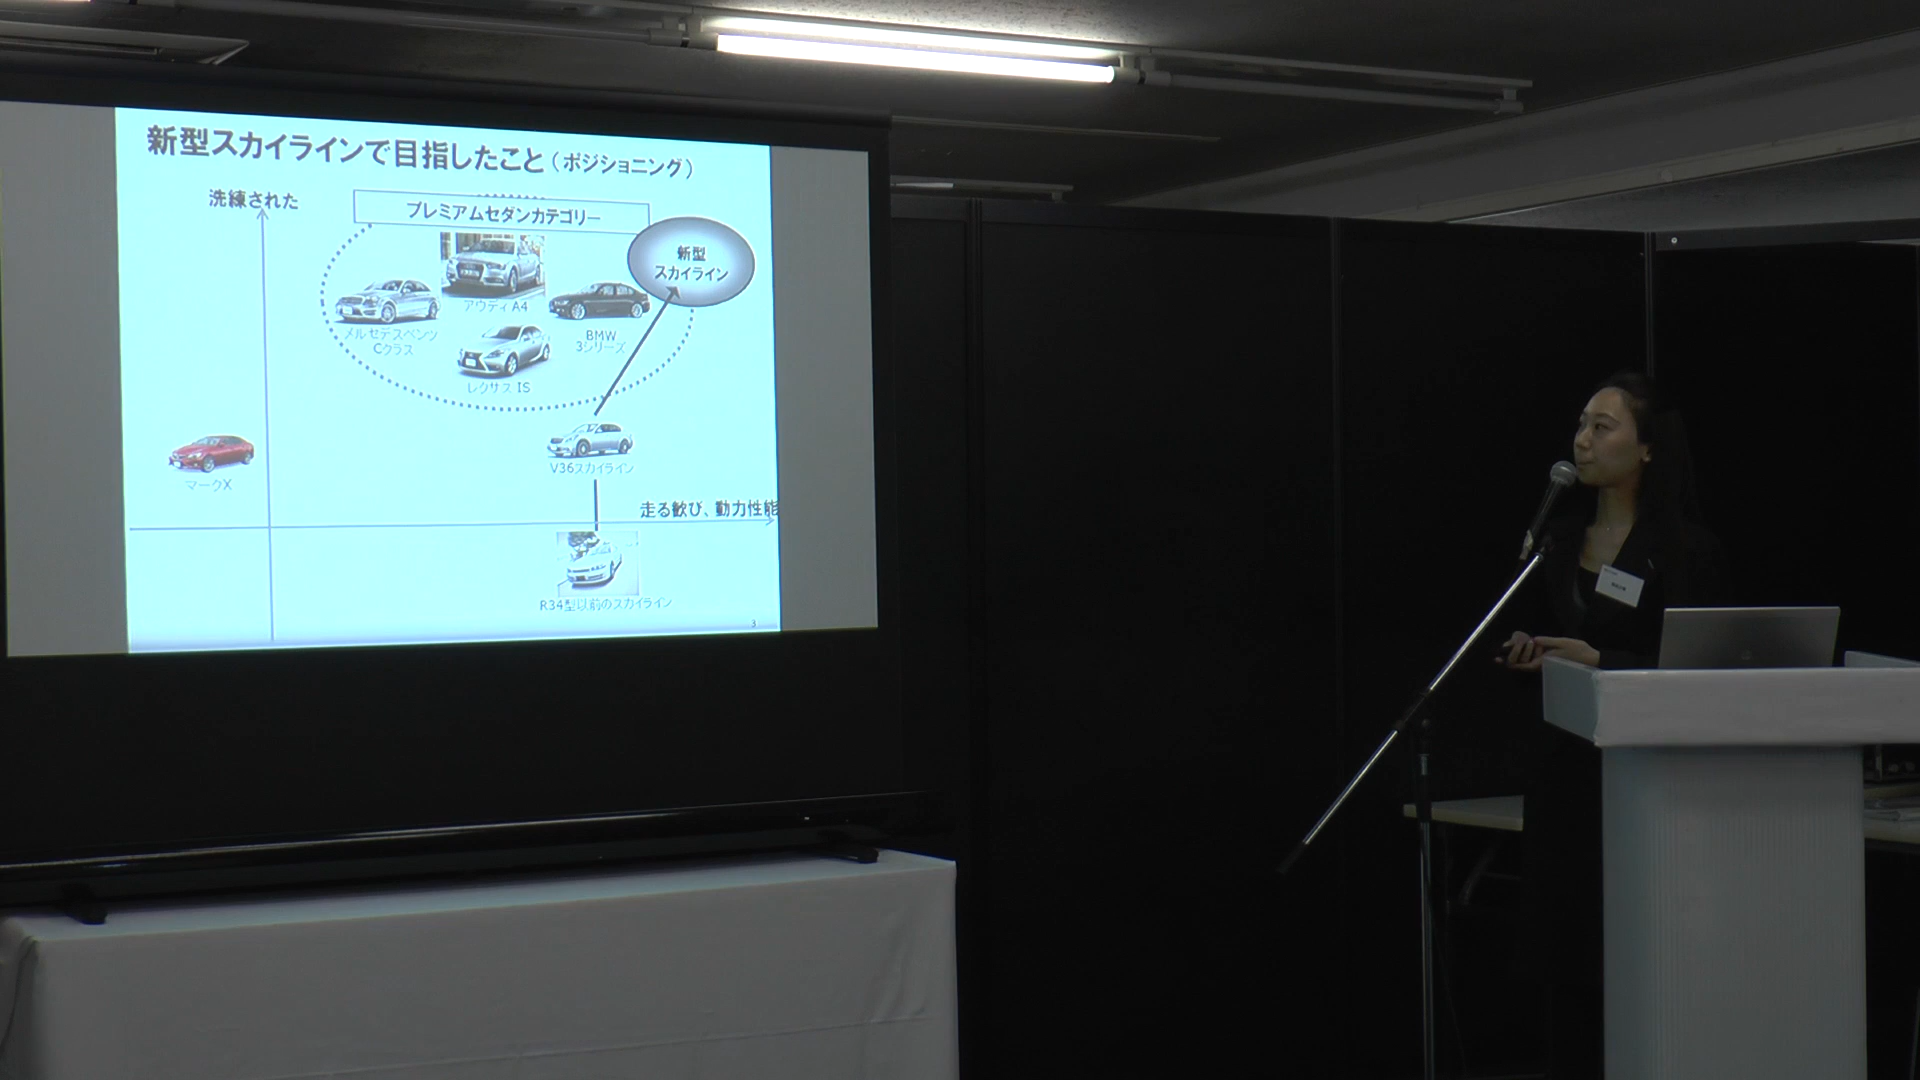 新型スカイラインで目指したこと(ポジショニング)
洗練された
プレミアムセダンカテゴリー
新型
スカイライン
アウディ A4
メルセデスベンツ
Cクラス
BMW
3シリーズ
レクサス IS
V36スカイライン
マークX
走る歓び、動力性能
R34型以前のスカイライン
3